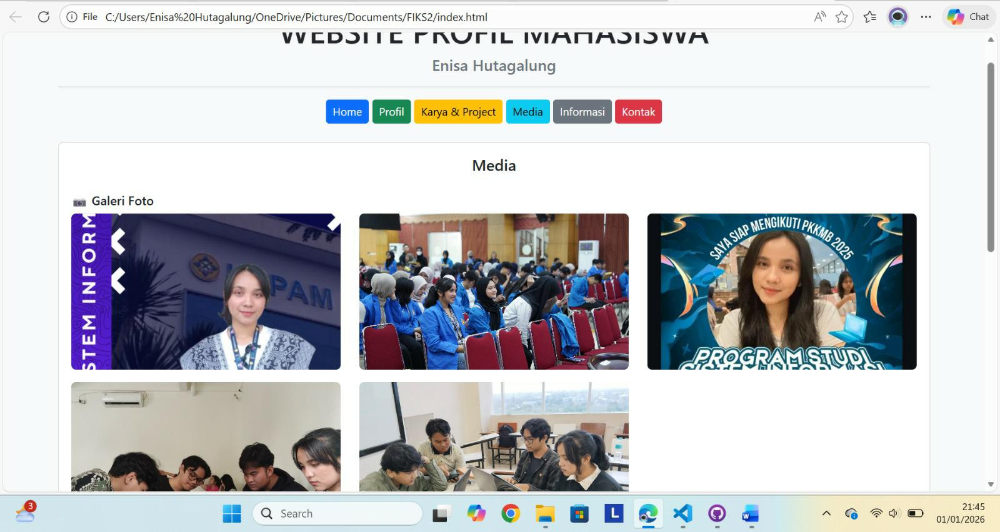 File C:/Users/Enisa%20Hutagalung/OneDrive/Pictures/Documents/FIKS2/index.html
Chat
WEBSITE PROFIL MAHASISWA
Enisa Hutagalung
Home Profil Karya & Project Media Informasi Kontak
Media
📷 Galeri Foto
STEM INFORM
PAM
SAYA SIAP MENGIKUTI PKKMB 2025
PROGRAM STUDI
3
Search
21:45
01/01/2026